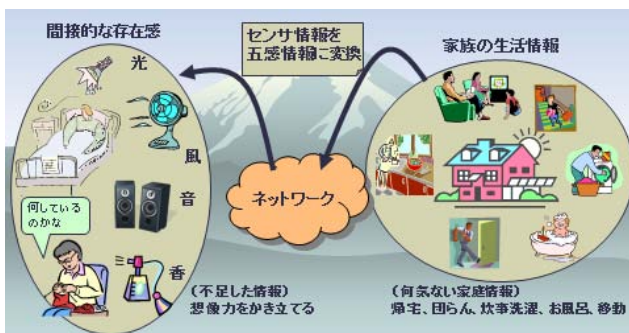 間接的な存在感
光
風
音
香
何している
のかな
(不足した情報)
想像力をかき立てる
センサ情報を
五感情報に変換
ネットワーク
家族の生活情報
(何気ない家庭情報)
帰宅、団らん、炊事洗濯、お風呂、移動